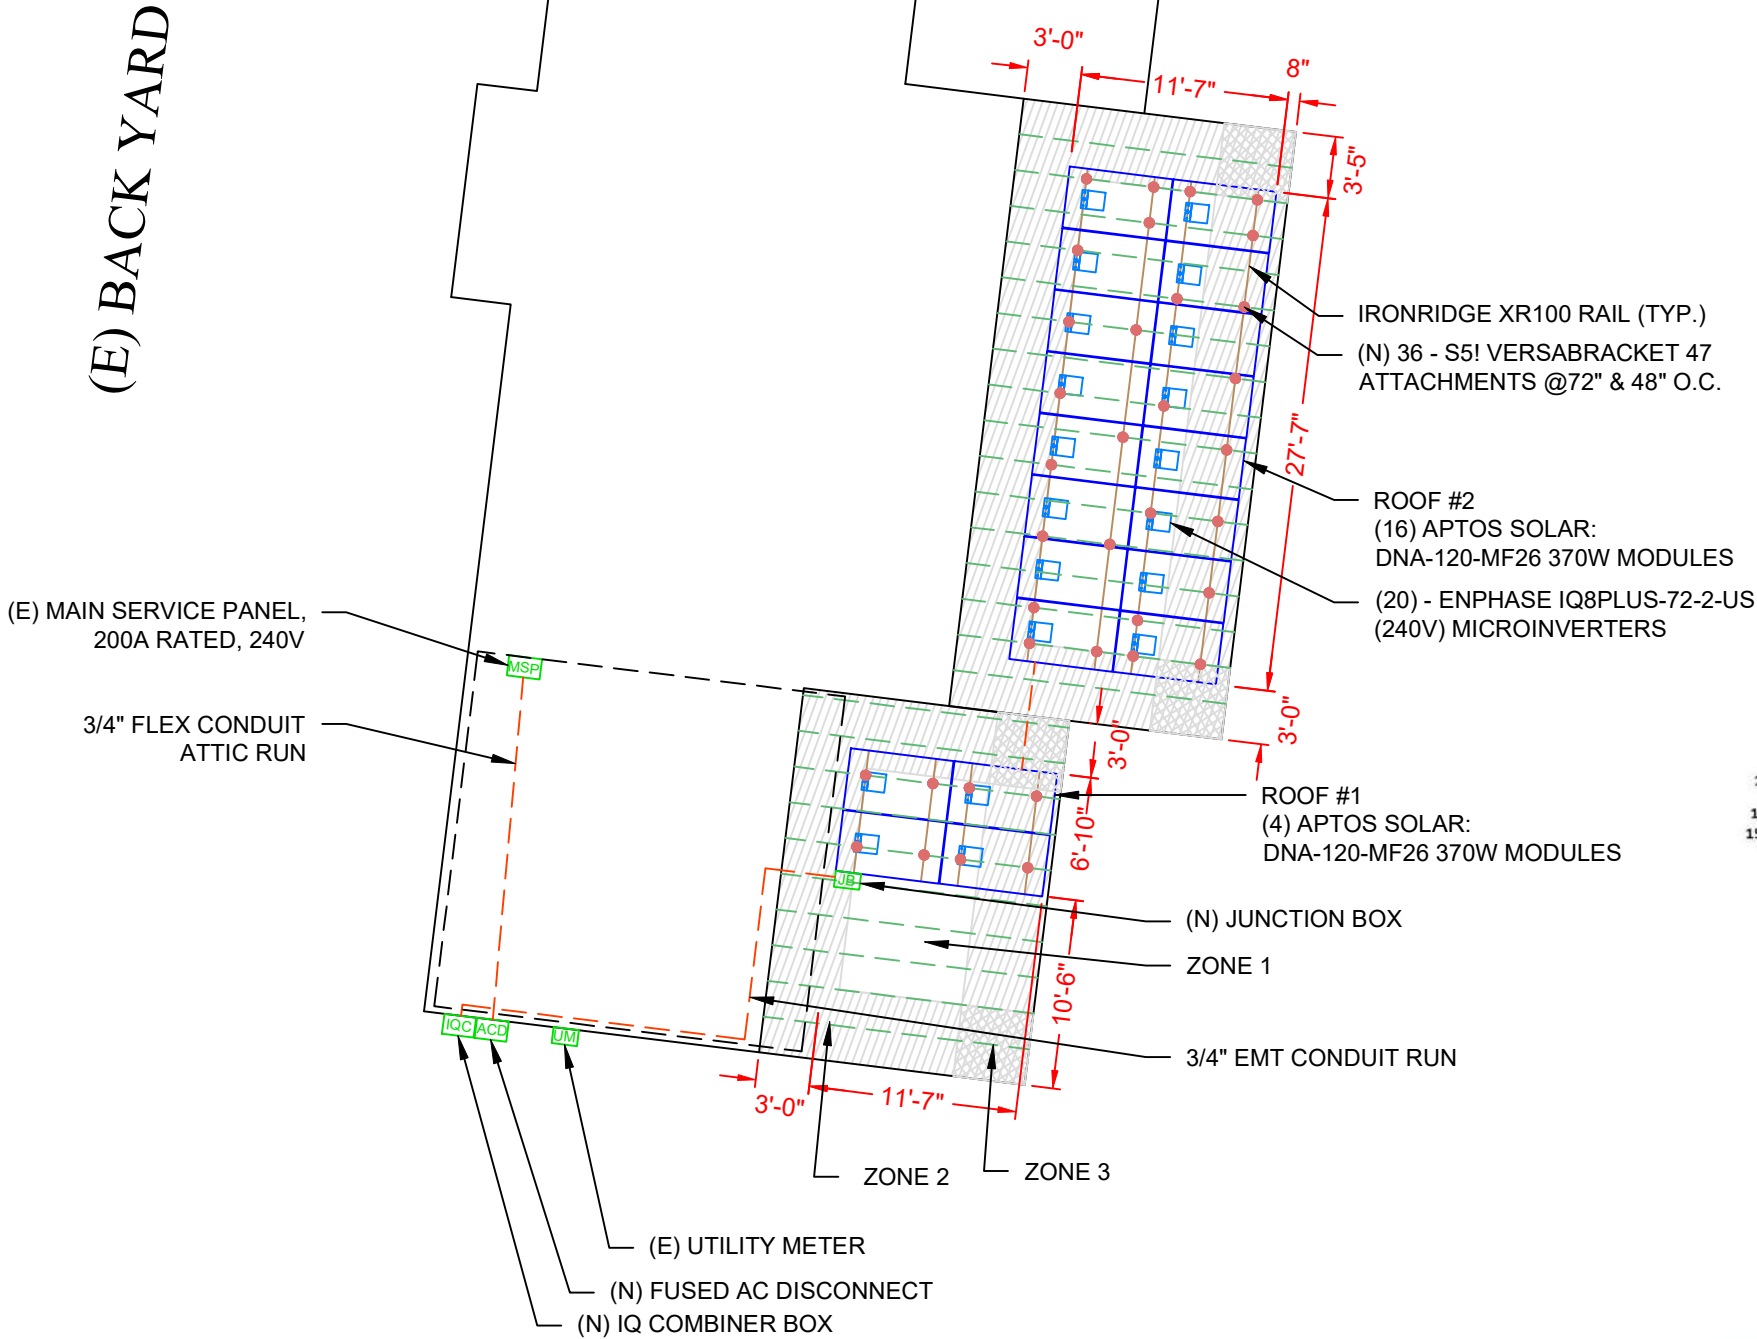 (E) BACK YARD
3'-0"
11'-7"
8"
3'-5"
27'-7"
3'-0"
IRONRIDGE XR100 RAIL (TYP.)
(N) 36 - S5! VERSABRACKET 47
ATTACHMENTS @72" & 48" O.C.
ROOF #2
(16) APTOS SOLAR:
DNA-120-MF26 370W MODULES
(20) - ENPHASE IQ8PLUS-72-2-US
(240V) MICROINVERTERS
(E) MAIN SERVICE PANEL,
200A RATED, 240V
MSP
3/4" FLEX CONDUIT
ATTIC RUN
3'-0"
6'-10"
10'-6"
ROOF #1
(4) APTOS SOLAR:
DNA-120-MF26 370W MODULES
JB
(N) JUNCTION BOX
ZONE 1
3/4" EMT CONDUIT RUN
IQC
ACD
UM
3'-0"
11'-7"
ZONE 2
ZONE 3
(E) UTILITY METER
(N) FUSED AC DISCONNECT
(N) IQ COMBINER BOX